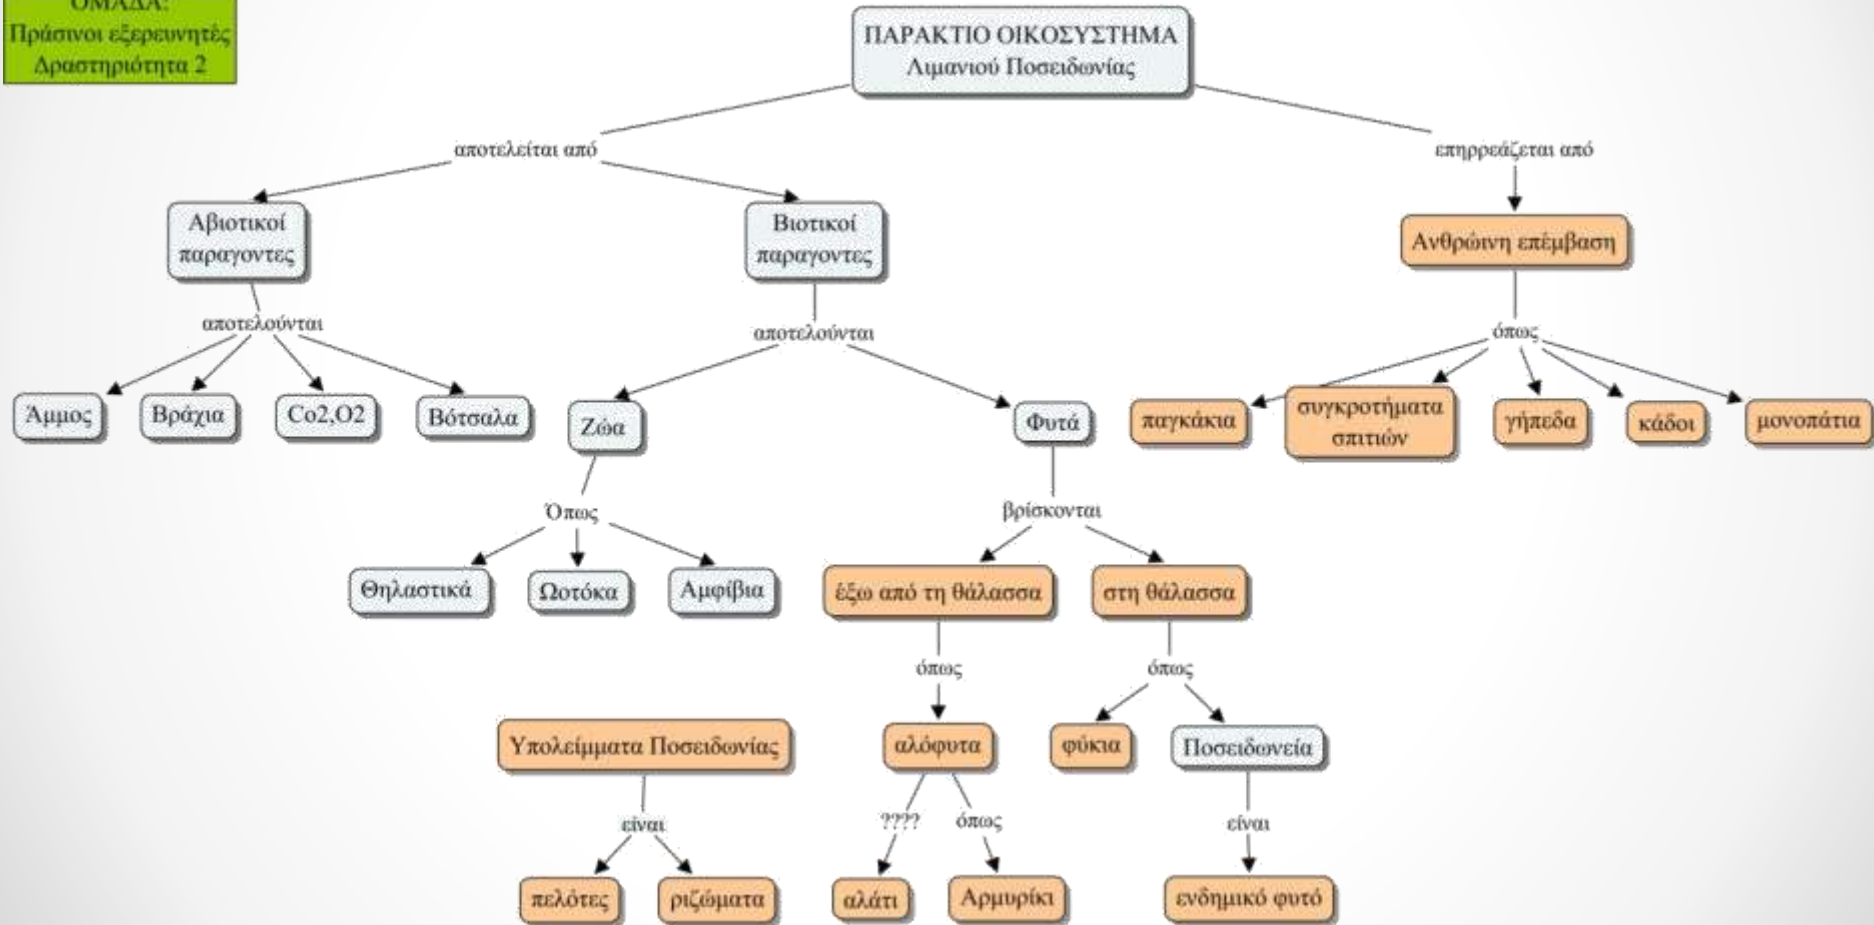 ΟΜΑΔΑ:
Πράσινοι εξερευνητές
Δραστηριότητα 2
ΠΑΡΑΚΤΙΟ ΟΙΚΟΣΥΣΤΗΜΑ
Λιμανιού Ποσειδωνίας
αποτελείται από
επηρρεάζεται από
Αβιοτικοί
παραγοντες
Βιοτικοί
παραγοντες
Ανθρώινη επέμβαση
αποτελούνται
αποτελούνται
όπως
Άμμος
Βράχια
Co2,O2
Βότσαλα
Ζώα
Φυτά
παγκάκια
συγκροτήματα
σπιτιών
γήπεδα
κάδοι
μονοπάτια
Όπως
βρίσκονται
Θηλαστικά
Ωοτόκα
Αμφίβια
έξω από τη θάλασσα
στη θάλασσα
όπως
όπως
Υπολείμματα Ποσειδωνίας
αλόφυτα
φύκια
Ποσειδωνεία
είναι
????
όπως
είναι
πελότες
ριζώματα
αλάτι
Αρμυρίκι
ενδημικό φυτό